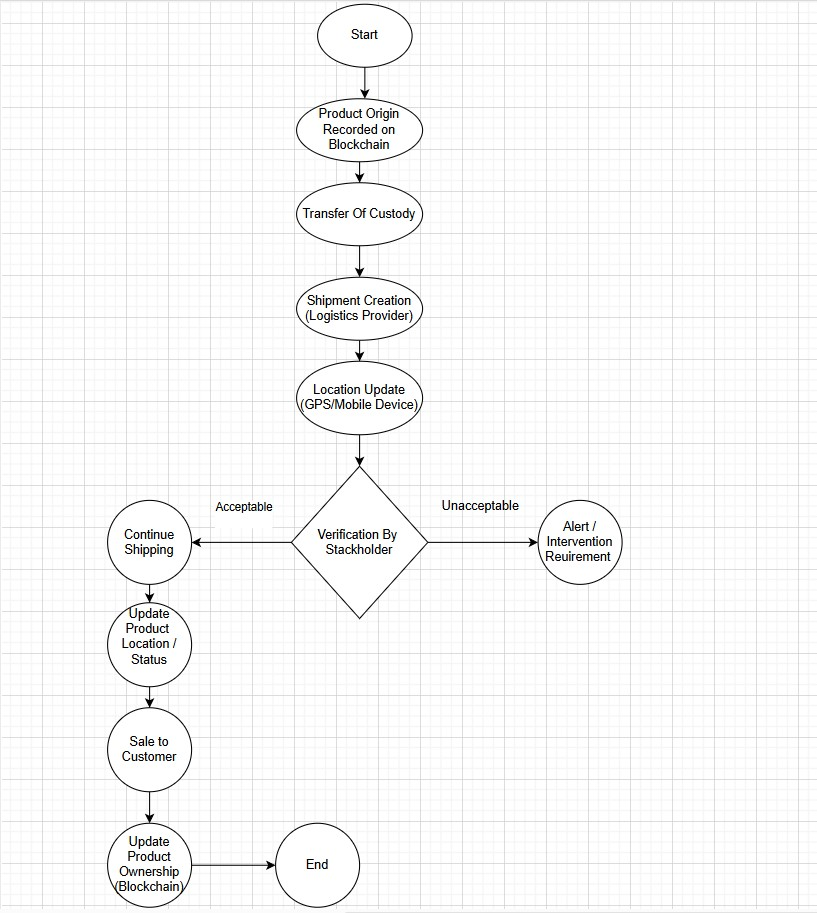 Start
Product Origin
Recorded on
Blockchain
Transfer Of Custody
Shipment Creation
(Logistics Provider)
Location Update
(GPS/Mobile Device)
Acceptable
Unacceptable
Continue
Shipping
Verification By
Stackholder
Alert /
Intervention
Reuirement
Update
Product
Location /
Status
Sale to
Customer
Update
Product
Ownership
(Blockchain)
End